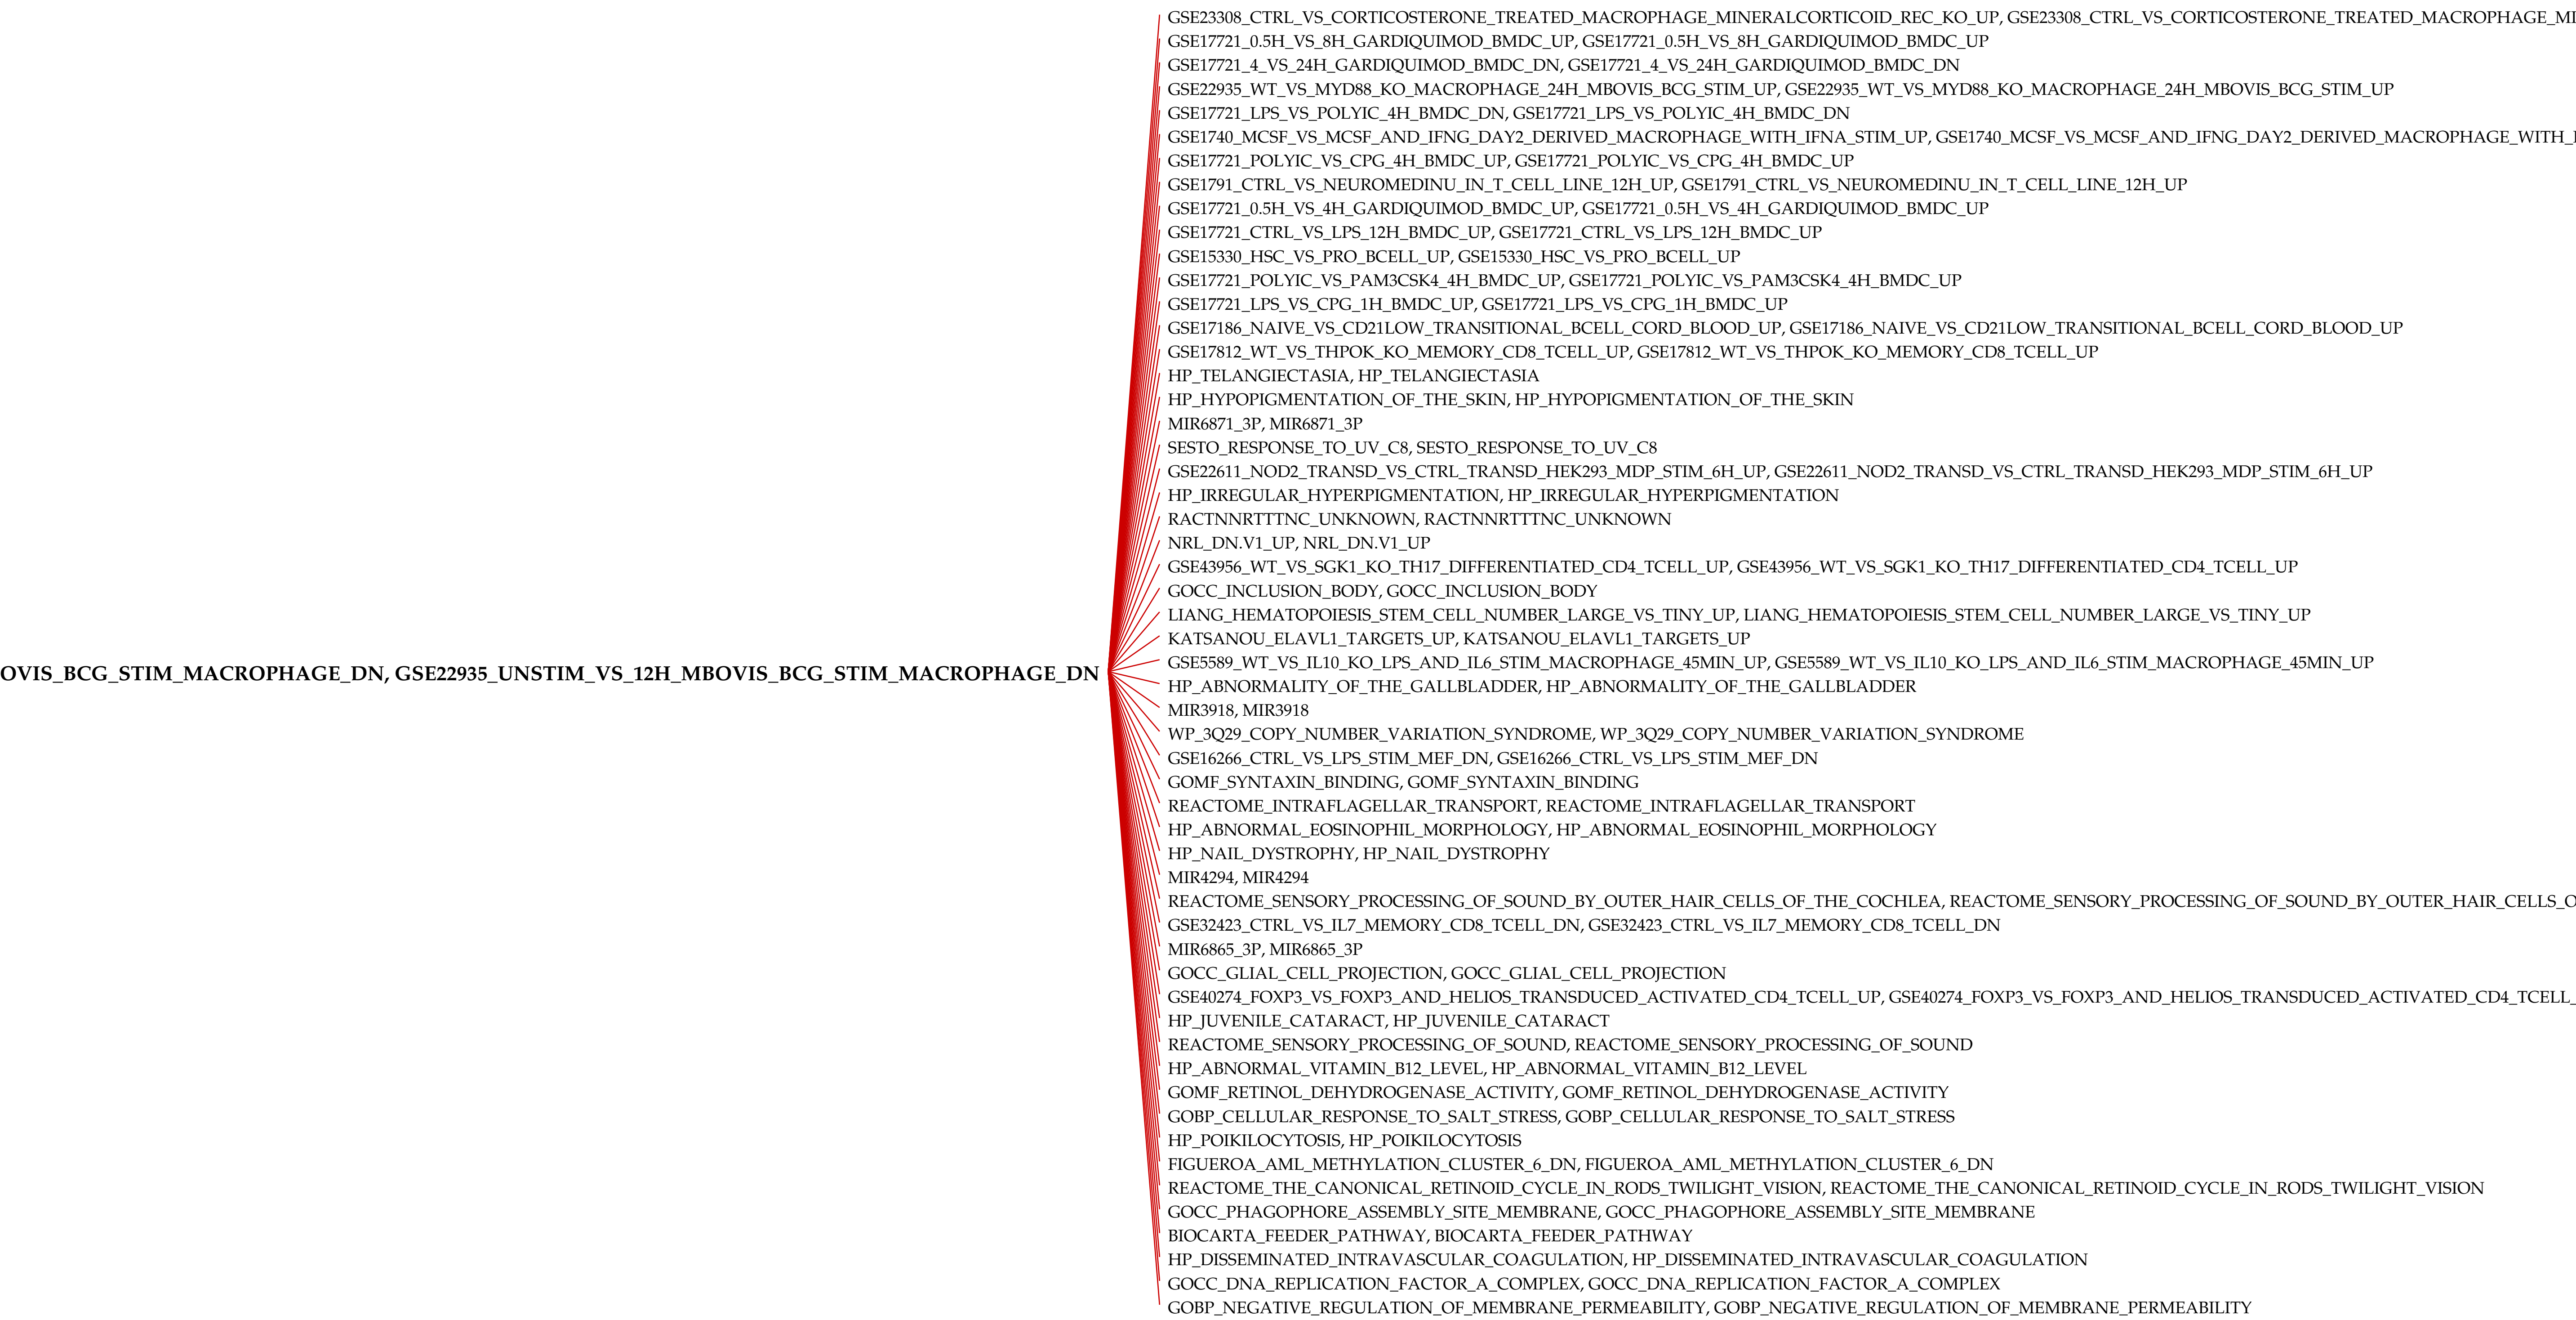 GSE23308_CTRL_VS_CORTICOSTERONE_TREATED_MACROPHAGE_MINERALCORTICOID_REC_KO_UP, GSE23308_CTRL_VS_CORTICOSTERONE_TREATED_MACROPHAGE_MI
GSE17721_0.5H_VS_8H_GARDIQUIMOD_BMDC_UP, GSE17721_0.5H_VS_8H_GARDIQUIMOD_BMDC_UP
GSE17721_4_VS_24H_GARDIQUIMOD_BMDC_DN, GSE17721_4_VS_24H_GARDIQUIMOD_BMDC_DN
GSE22935_WT_VS_MYD88_KO_MACROPHAGE_24H_MBOVIS_BCG_STIM_UP, GSE22935_WT_VS_MYD88_KO_MACROPHAGE_24H_MBOVIS_BCG_STIM_UP
GSE17721_LPS_VS_POLYIC_4H_BMDC_DN, GSE17721_LPS_VS_POLYIC_4H_BMDC_DN
GSE1740_MCSF_VS_MCSF_AND_IFNG_DAY2_DERIVED_MACROPHAGE_WITH_IFNA_STIM_UP, GSE1740_MCSF_VS_MCSF_AND_IFNG_DAY2_DERIVED_MACROPHAGE_WITH_
GSE17721_POLYIC_VS_CPG_4H_BMDC_UP, GSE17721_POLYIC_VS_CPG_4H_BMDC_UP
GSE1791_CTRL_VS_NEUROMEDINU_IN_T_CELL_LINE_12H_UP, GSE1791_CTRL_VS_NEUROMEDINU_IN_T_CELL_LINE_12H_UP
GSE17721_0.5H_VS_4H_GARDIQUIMOD_BMDC_UP, GSE17721_0.5H_VS_4H_GARDIQUIMOD_BMDC_UP
GSE17721_CTRL_VS_LPS_12H_BMDC_UP, GSE17721_CTRL_VS_LPS_12H_BMDC_UP
GSE15330_HSC_VS_PRO_BCELL_UP, GSE15330_HSC_VS_PRO_BCELL_UP
GSE17721_POLYIC_VS_PAM3CSK4_4H_BMDC_UP, GSE17721_POLYIC_VS_PAM3CSK4_4H_BMDC_UP
GSE17721_LPS_VS_CPG_1H_BMDC_UP, GSE17721_LPS_VS_CPG_1H_BMDC_UP
GSE17186_NAIVE_VS_CD21LOW_TRANSITIONAL_BCELL_CORD_BLOOD_UP, GSE17186_NAIVE_VS_CD21LOW_TRANSITIONAL_BCELL_CORD_BLOOD_UP
GSE17812_WT_VS_THPOK_KO_MEMORY_CD8_TCELL_UP, GSE17812_WT_VS_THPOK_KO_MEMORY_CD8_TCELL_UP
HP_TELANGIECTASIA, HP_TELANGIECTASIA
HP_HYPOPIGMENTATION_OF_THE_SKIN, HP_HYPOPIGMENTATION_OF_THE_SKIN
MIR6871_3P, MIR6871_3P
SESTO_RESPONSE_TO_UV_C8, SESTO_RESPONSE_TO_UV_C8
GSE22611_NOD2_TRANSD_VS_CTRL_TRANSD_HEK293_MDP_STIM_6H_UP, GSE22611_NOD2_TRANSD_VS_CTRL_TRANSD_HEK293_MDP_STIM_6H_UP
HP_IRREGULAR_HYPERPIGMENTATION, HP_IRREGULAR_HYPERPIGMENTATION
RACTNNRTTTNC_UNKNOWN, RACTNNRTTTNC_UNKNOWN
NRL_DN.V1_UP, NRL_DN.V1_UP
GSE43956_WT_VS_SGK1_KO_TH17_DIFFERENTIATED_CD4_TCELL_UP, GSE43956_WT_VS_SGK1_KO_TH17_DIFFERENTIATED_CD4_TCELL_UP
GOCC_INCLUSION_BODY, GOCC_INCLUSION_BODY
LIANG_HEMATOPOIESIS_STEM_CELL_NUMBER_LARGE_VS_TINY_UP, LIANG_HEMATOPOIESIS_STEM_CELL_NUMBER_LARGE_VS_TINY_UP
KATSANOU_ELAVL1_TARGETS_UP, KATSANOU_ELAVL1_TARGETS_UP
GSE5589_WT_VS_IL10_KO_LPS_AND_IL6_STIM_MACROPHAGE_45MIN_UP, GSE5589_WT_VS_IL10_KO_LPS_AND_IL6_STIM_MACROPHAGE_45MIN_UP
OVIS_BCG_STIM_MACROPHAGE_DN, GSE22935_UNSTIM_VS_12H_MBOVIS_BCG_STIM_MACROPHAGE_DN
HP_ABNORMALITY_OF_THE_GALLBLADDER, HP_ABNORMALITY_OF_THE_GALLBLADDER
MIR3918, MIR3918
WP_3Q29_COPY_NUMBER_VARIATION_SYNDROME, WP_3Q29_COPY_NUMBER_VARIATION_SYNDROME
GSE16266_CTRL_VS_LPS_STIM_MEF_DN, GSE16266_CTRL_VS_LPS_STIM_MEF_DN
GOMF_SYNTAXIN_BINDING, GOMF_SYNTAXIN_BINDING
REACTOME_INTRAFLAGELLAR_TRANSPORT, REACTOME_INTRAFLAGELLAR_TRANSPORT
HP_ABNORMAL_EOSINOPHIL_MORPHOLOGY, HP_ABNORMAL_EOSINOPHIL_MORPHOLOGY
HP_NAIL_DYSTROPHY, HP_NAIL_DYSTROPHY
MIR4294, MIR4294
REACTOME_SENSORY_PROCESSING_OF_SOUND_BY_OUTER_HAIR_CELLS_OF_THE_COCHLEA, REACTOME_SENSORY_PROCESSING_OF_SOUND_BY_OUTER_HAIR_CELLS_O
GSE32423_CTRL_VS_IL7_MEMORY_CD8_TCELL_DN, GSE32423_CTRL_VS_IL7_MEMORY_CD8_TCELL_DN
MIR6865_3P, MIR6865_3P
GOCC_GLIAL_CELL_PROJECTION, GOCC_GLIAL_CELL_PROJECTION
GSE40274_FOXP3_VS_FOXP3_AND_HELIOS_TRANSDUCED_ACTIVATED_CD4_TCELL_UP, GSE40274_FOXP3_VS_FOXP3_AND_HELIOS_TRANSDUCED_ACTIVATED_CD4_TCELL_
HP_JUVENILE_CATARACT, HP_JUVENILE_CATARACT
REACTOME_SENSORY_PROCESSING_OF_SOUND, REACTOME_SENSORY_PROCESSING_OF_SOUND
HP_ABNORMAL_VITAMIN_B12_LEVEL, HP_ABNORMAL_VITAMIN_B12_LEVEL
GOMF_RETINOL_DEHYDROGENASE_ACTIVITY, GOMF_RETINOL_DEHYDROGENASE_ACTIVITY
GOBP_CELLULAR_RESPONSE_TO_SALT_STRESS, GOBP_CELLULAR_RESPONSE_TO_SALT_STRESS
HP_POIKILOCYTOSIS, HP_POIKILOCYTOSIS
FIGUEROA_AML_METHYLATION_CLUSTER_6_DN, FIGUEROA_AML_METHYLATION_CLUSTER_6_DN
REACTOME_THE_CANONICAL_RETINOID_CYCLE_IN_RODS_TWILIGHT_VISION, REACTOME_THE_CANONICAL_RETINOID_CYCLE_IN_RODS_TWILIGHT_VISION
GOCC_PHAGOPHORE_ASSEMBLY_SITE_MEMBRANE, GOCC_PHAGOPHORE_ASSEMBLY_SITE_MEMBRANE
BIOCARTA_FEEDER_PATHWAY, BIOCARTA_FEEDER_PATHWAY
HP_DISSEMINATED_INTRAVASCULAR_COAGULATION, HP_DISSEMINATED_INTRAVASCULAR_COAGULATION
GOCC_DNA_REPLICATION_FACTOR_A_COMPLEX, GOCC_DNA_REPLICATION_FACTOR_A_COMPLEX
GOBP_NEGATIVE_REGULATION_OF_MEMBRANE_PERMEABILITY, GOBP_NEGATIVE_REGULATION_OF_MEMBRANE_PERMEABILITY